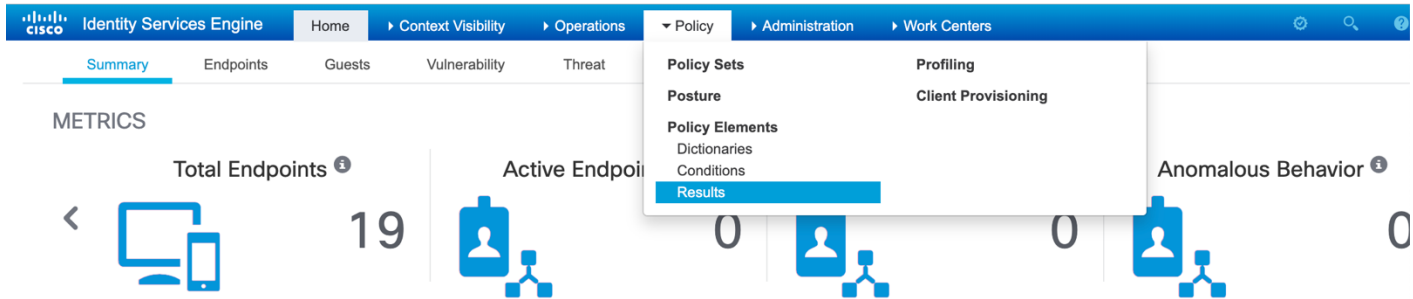 CISCO Identity Services Engine Home Context Visibility Operations Policy Administration Work Centers
Summary Endpoints Guests Vulnerability Threat Policy Sets Profiling
Posture Client Provisioning
METRICS
Policy Elements
Dictionaries
Total Endpoints Active Conditions Anomalous Behavior
Results
19 0 0 0